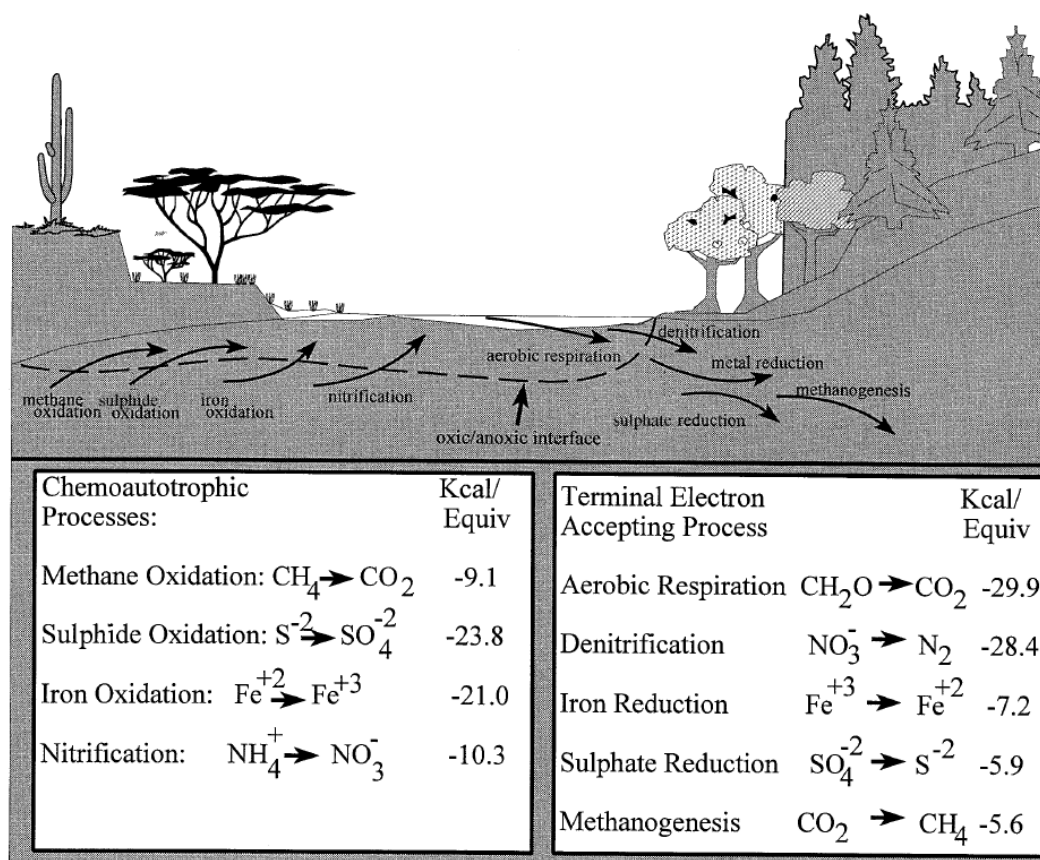 denitrification
aerobic respiration
metal reduction
methane oxidation
sulphide oxidation
iron oxidation
nitrification
methanogenesis
sulphate reduction
oxic/anoxic interface
Chemoautotrophic Processes: Kcal/Equiv
Methane Oxidation: CH4 → CO2 -9.1
Sulphide Oxidation: S-2 → SO4-2 -23.8
Iron Oxidation: Fe+2 → Fe+3 -21.0
Nitrification: NH4+ → NO3- -10.3
Terminal Electron Accepting Process Kcal/Equiv
Aerobic Respiration CH2O → CO2 -29.9
Denitrification NO3- → N2 -28.4
Iron Reduction Fe+3 → Fe+2 -7.2
Sulphate Reduction SO4-2 → S-2 -5.9
Methanogenesis CO2 → CH4 -5.6